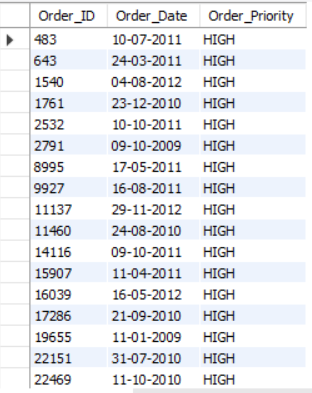 Order_ID Order_Date Order_Priority
483 10-07-2011 HIGH
643 24-03-2011 HIGH
1540 04-08-2012 HIGH
1761 23-12-2010 HIGH
2532 10-10-2011 HIGH
2791 09-10-2009 HIGH
8995 17-05-2011 HIGH
9927 16-08-2011 HIGH
11137 29-11-2012 HIGH
11460 24-08-2010 HIGH
14116 09-10-2011 HIGH
15907 11-04-2011 HIGH
16039 16-05-2012 HIGH
17286 21-09-2010 HIGH
19655 11-01-2009 HIGH
22151 31-07-2010 HIGH
22469 11-10-2010 HIGH